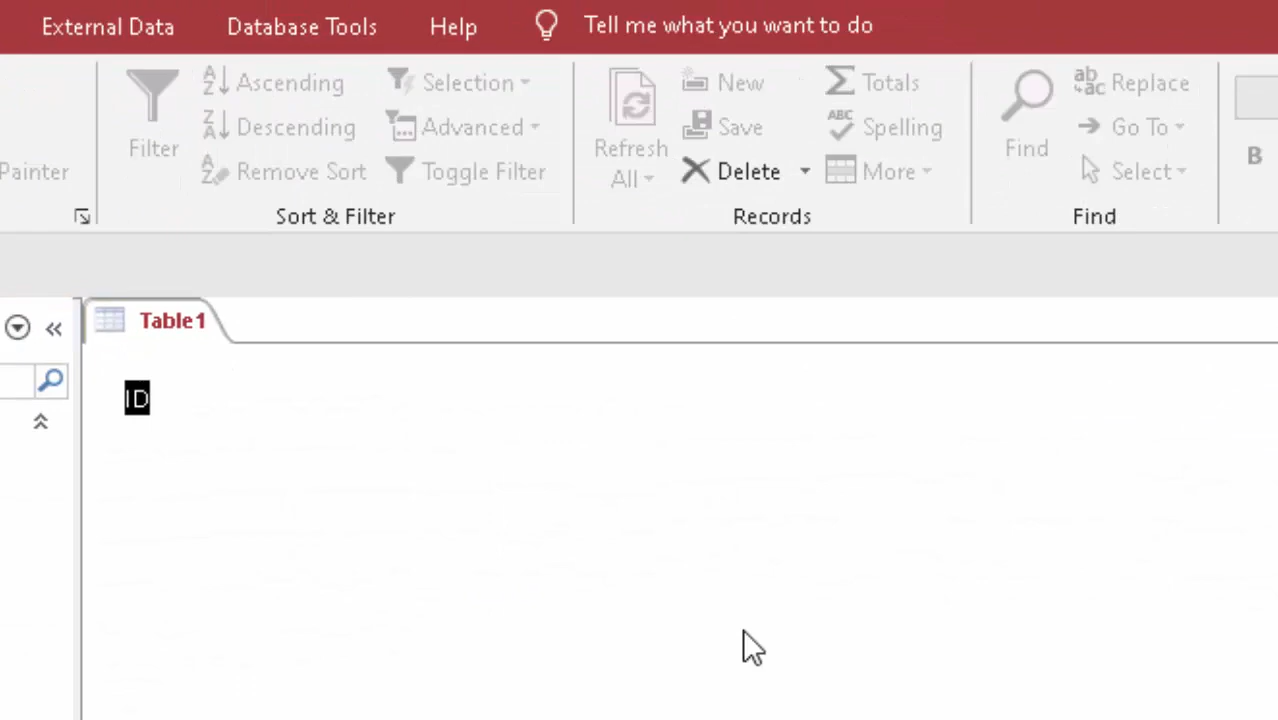 External Data Database Tools Help Tell me what you want to do
Ascending Selection New Totals Replace
Filter Descending Advanced Refresh All Save Spelling Find Go To
Painter Remove Sort Toggle Filter Delete More Select B
Sort & Filter Records Find
Table1
ID